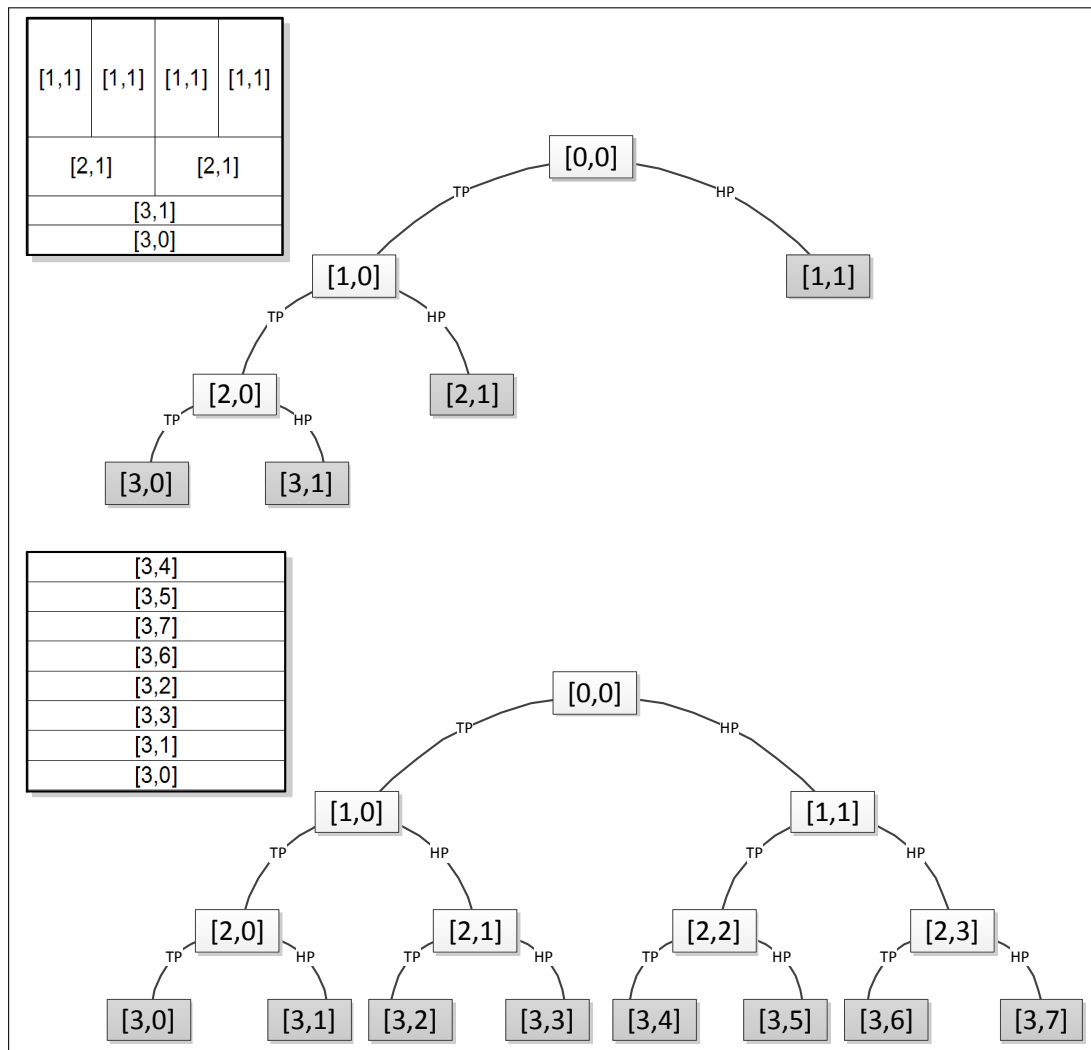 [1,1] [1,1] [1,1] [1,1]
[2,1] [2,1]
[3,1]
[3,0]
[0,0]
TP HP
[1,0] [1,1]
TP HP
[2,0] [2,1]
TP HP
[3,0] [3,1]
[3,4]
[3,5]
[3,7]
[3,6]
[3,2]
[3,3]
[3,1]
[3,0]
[0,0]
TP HP
[1,0] [1,1]
TP HP TP HP
[2,0] [2,1] [2,2] [2,3]
TP HP TP HP TP HP TP HP
[3,0] [3,1] [3,2] [3,3] [3,4] [3,5] [3,6] [3,7]